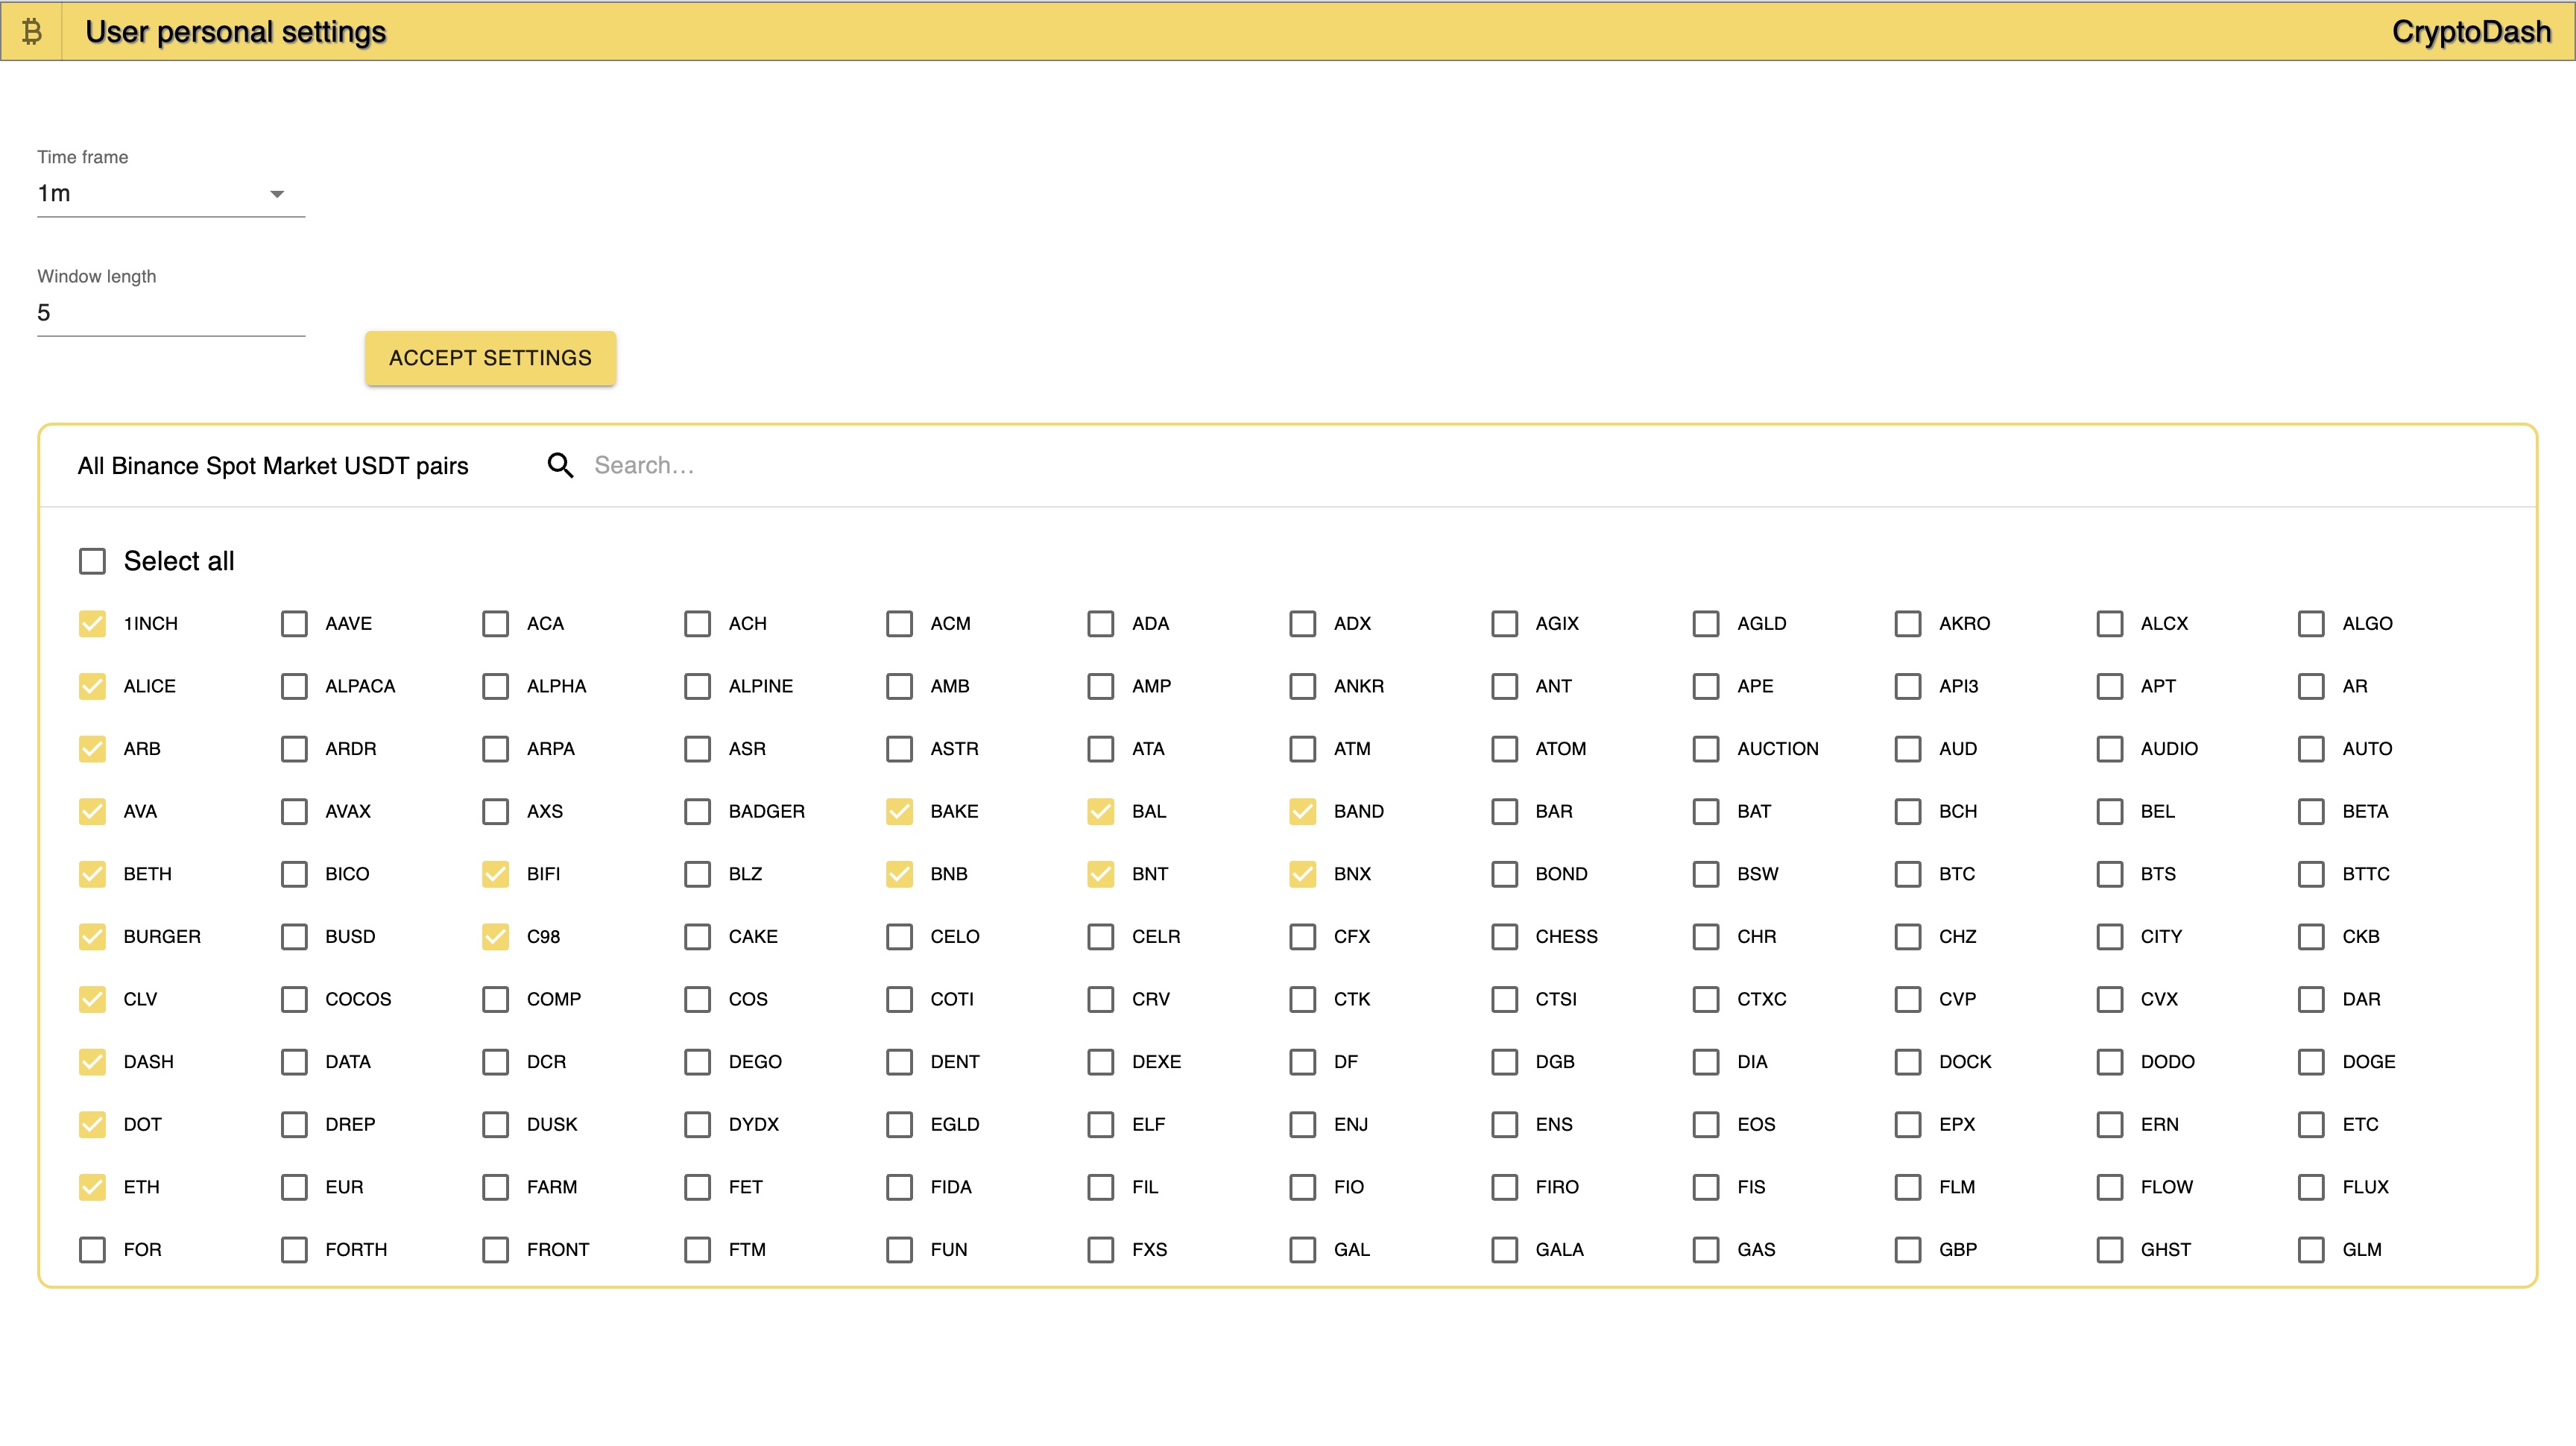 User personal settings CryptoDash
Time frame
1m
Window length
5
ACCEPT SETTINGS
All Binance Spot Market USDT pairs Search...
Select all
1INCH AAVE ACA ACH ACM ADA ADX AGIX AGLD AKRO ALCX ALGO
ALICE ALPACA ALPHA ALPINE AMB AMP ANKR ANT APE API3 APT AR
ARB ARDR ARPA ASR ASTR ATA ATM ATOM AUCTION AUD AUDIO AUTO
AVA AVAX AXS BADGER BAKE BAL BAND BAR BAT BCH BEL BETA
BETH BICO BIFI BLZ BNB BNT BNX BOND BSW BTC BTS BTTC
BURGER BUSD C98 CAKE CELO CELR CFX CHESS CHR CHZ CITY CKB
CLV COCOS COMP COS COTI CRV CTK CTSI CTXC CVP CVX DAR
DASH DATA DCR DEGO DENT DEXE DF DGB DIA DOCK DODO DOGE
DOT DREP DUSK DYDX EGLD ELF ENJ ENS EOS EPX ERN ETC
ETH EUR FARM FET FIDA FIL FIO FIRO FIS FLM FLOW FLUX
FOR FORTH FRONT FTM FUN FXS GAL GALA GAS GBP GHST GLM